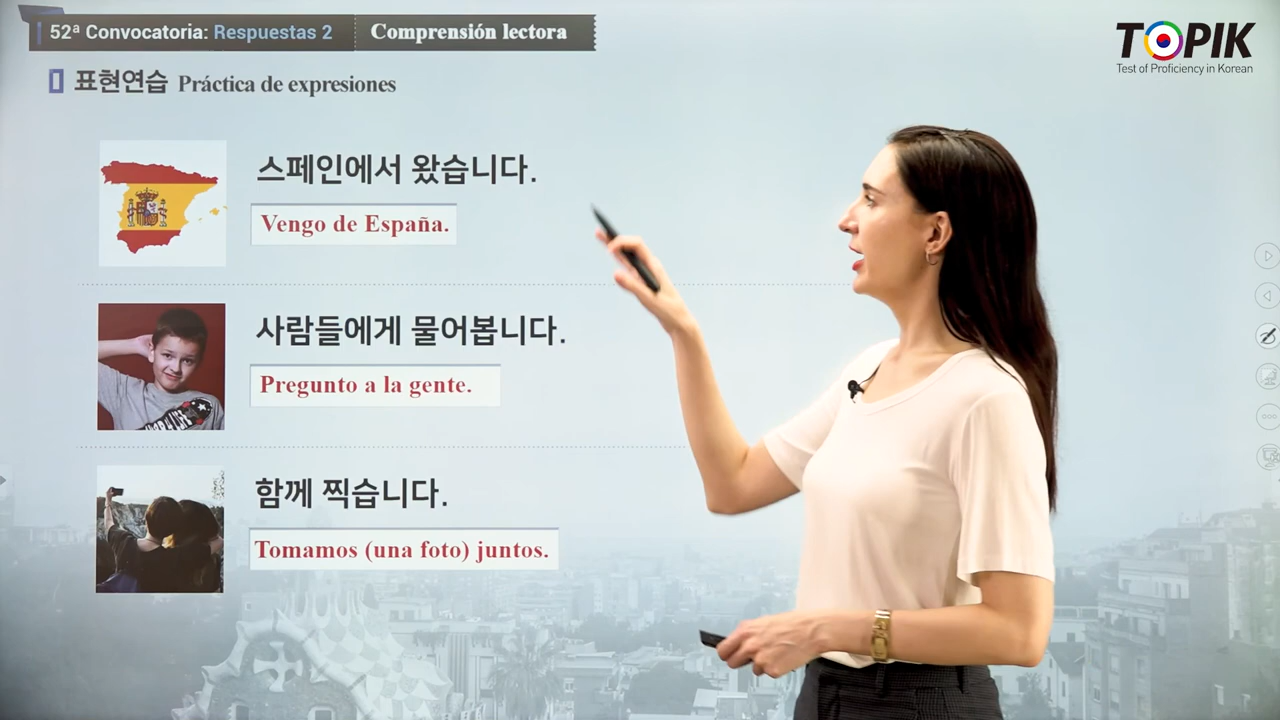 52ª Convocatoria: Respuestas 2 Comprensión lectora
TOPIK
Test of Proficiency in Korean
표현연습 Práctica de expresiones
스페인에서 왔습니다.
Vengo de España.
사람들에게 물어봅니다.
Pregunto a la gente.
함께 찍습니다.
Tomamos (una foto) juntos.